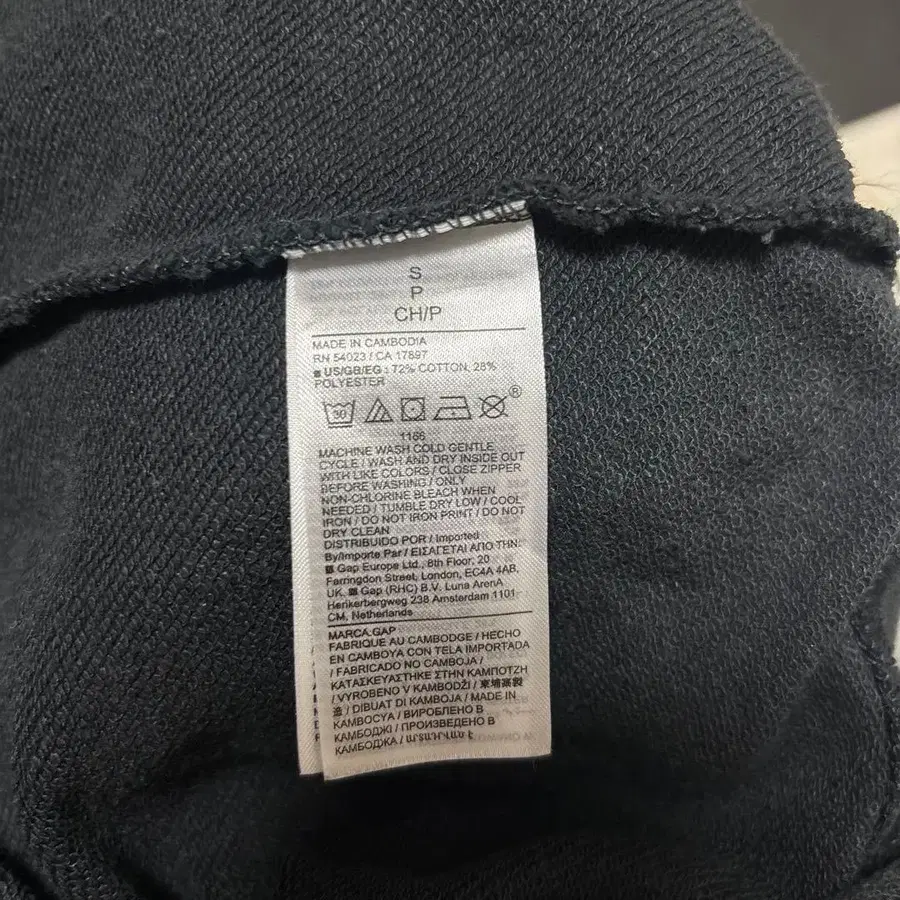 S
P
CH/P
MADE IN CAMBODIA
RN 54023 / CA 17897
■ US/GB/EG : 72% COTTON, 28%
POLYESTER
30 ®
1186
MACHINE WASH COLD GENTLE
CYCLE / WASH AND DRY INSIDE OUT
WITH LIKE COLORS / CLOSE ZIPPER
BEFORE WASHING / ONLY
NON-CHLORINE BLEACH WHEN
NEEDED / TUMBLE DRY LOW / COOL
IRON / DO NOT IRON PRINT / DO NOT
DRY CLEAN
DISTRIBUIDO POR / Imported
By/Importe Par / ΕΙΣΑΓΕΤΑΙ ΑΠΟ ΤΗΝ:
Gap Europe Ltd., 8th Floor, 20
Farringdon Street, London, EC4A 4AB,
UK, Gap (RHC) B.V. Luna ArenA
Herikerbergweg 238 Amsterdam 1101
CM, Netherlands
MARCA.GAP
FABRIQUE AU CAMBODGE / HECHO
EN CAMBOYA CON TELA IMPORTADA
/ FABRICADO NO CAMBOJA /
ΚΑΤΑΣΚΕΥΑΣΤΗΚΕ ΣΤΗΝ ΚΑΜΠΟΤΖΗ
/ VYROBENO V KAMBODŽI / 柬埔寨製
造 / DIBUAT DI KAMBOJA / MADE IN
KAMBOCYA / ВИРОБЛЕНО В
КАМБОДЖІ / ПРОИЗВЕДЕНО В
КАМБОДЖА /